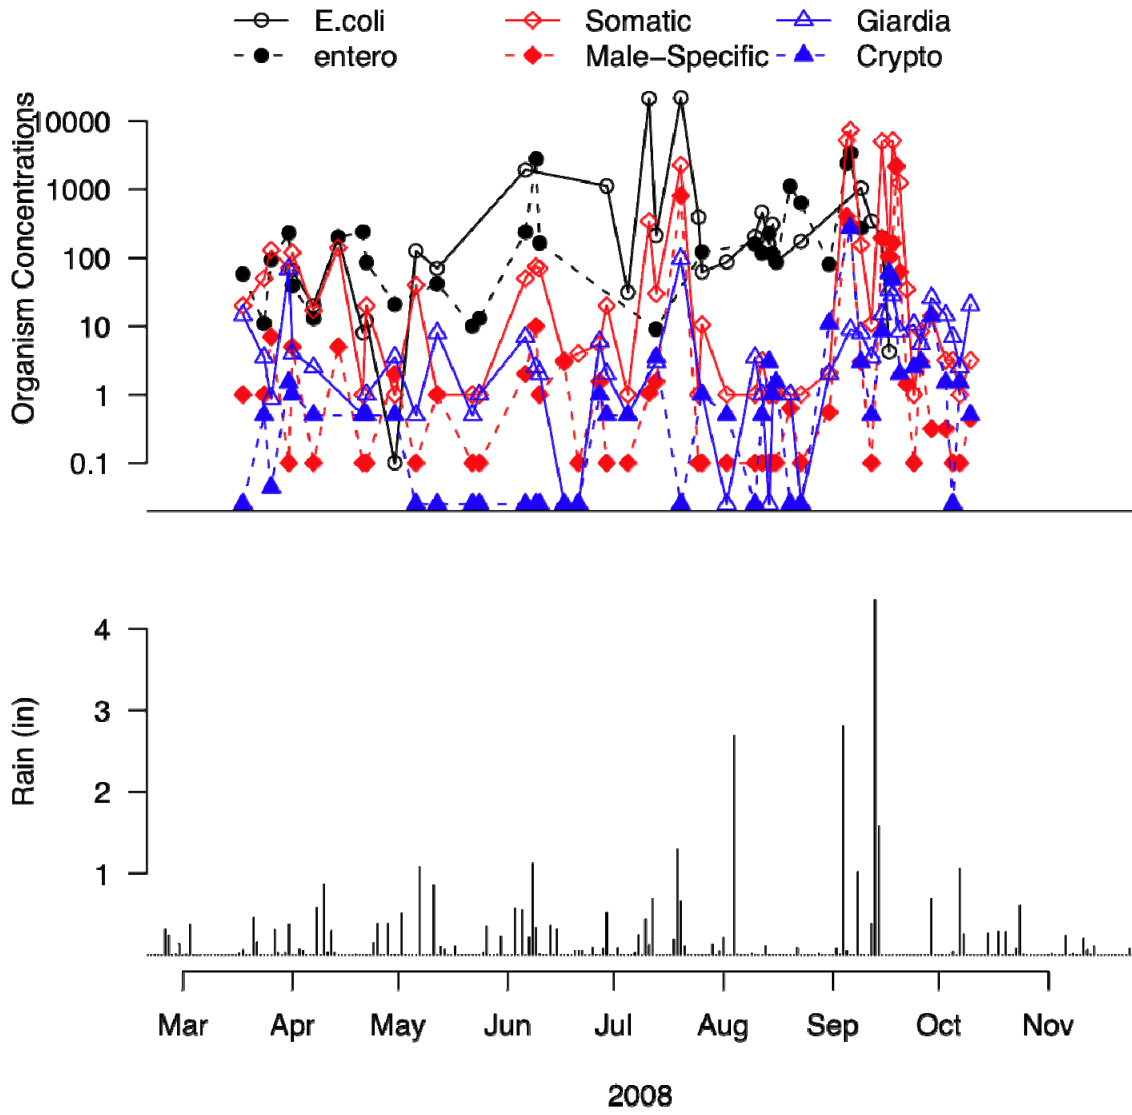 E.coli Somatic Giardia
entero Male-Specific Crypto
Organism Concentrations
10000
1000
100
10
1
0.1
Rain (in)
4
3
2
1
Mar Apr May Jun Jul Aug Sep Oct Nov
2008